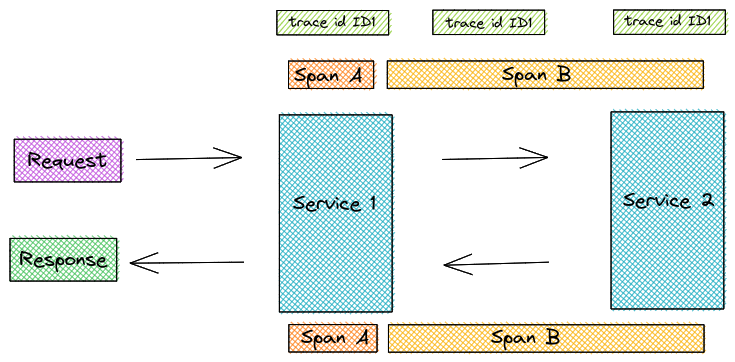 trace id ID1
trace id ID1
trace id ID1
Span A
Span B
Request
Service 1
Service 2
Response
Span A
Span B